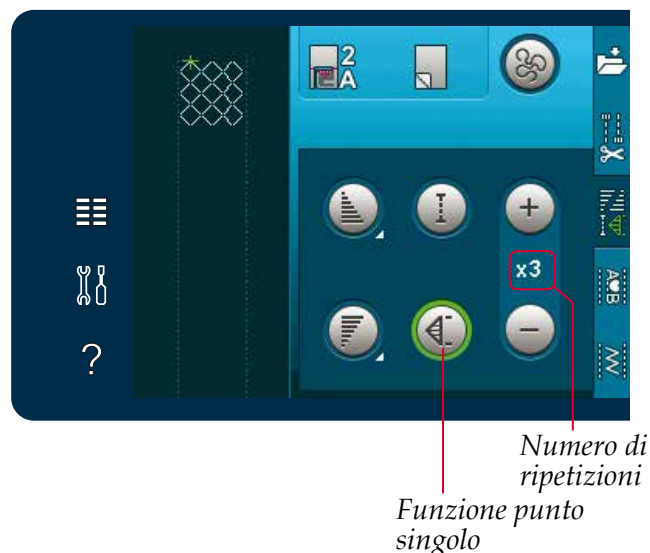 2
A
?
+
x3
−
A♥B
Numero di
ripetizioni
Funzione punto
singolo